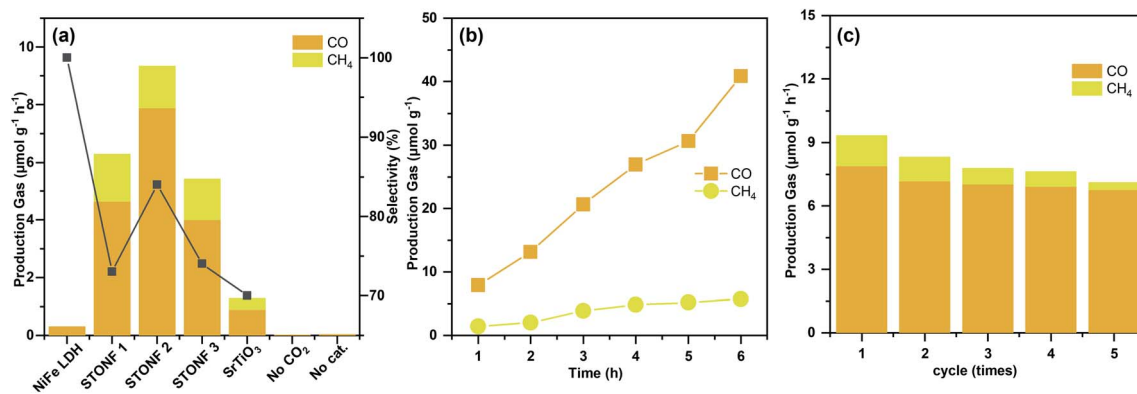 (a)
CO
CH₄
Production Gas (μmol g⁻¹ h⁻¹)
10
8
6
4
2
0
100
90
80
70
Selectivity (%)
NiFe LDH
STONF 1
STONF 2
STONF 3
SrTiO₃
No CO₂
No cat.
(b)
Production Gas (μmol g⁻¹)
50
40
30
20
10
0
CO
CH₄
1 2 3 4 5 6
Time (h)
(c)
Production Gas (μmol g⁻¹ h⁻¹)
15
12
9
6
3
0
CO
CH₄
1 2 3 4 5
cycle (times)